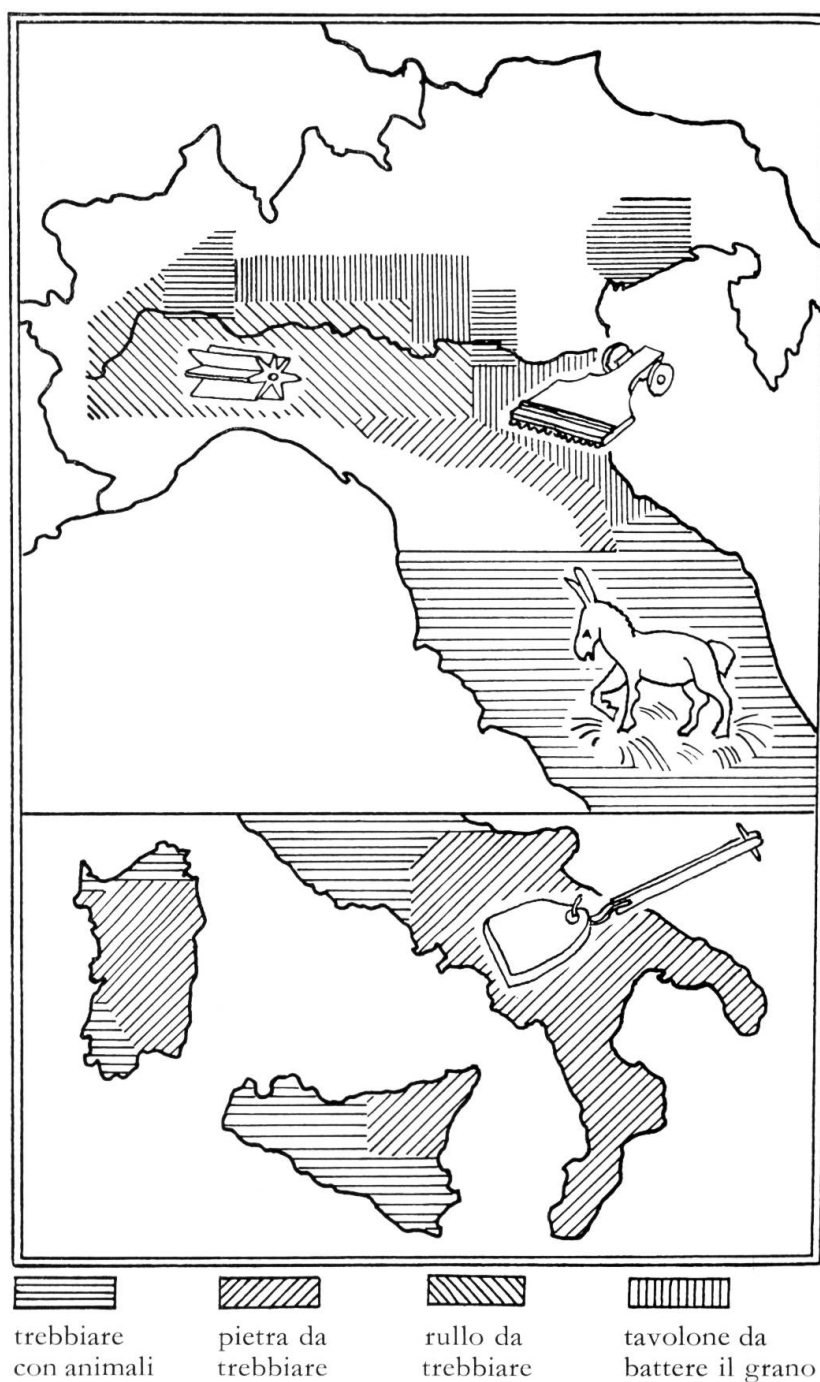 trebbiare
con animali
pietra da
trebbiare
rullo da
trebbiare
tavolone da
battere il grano